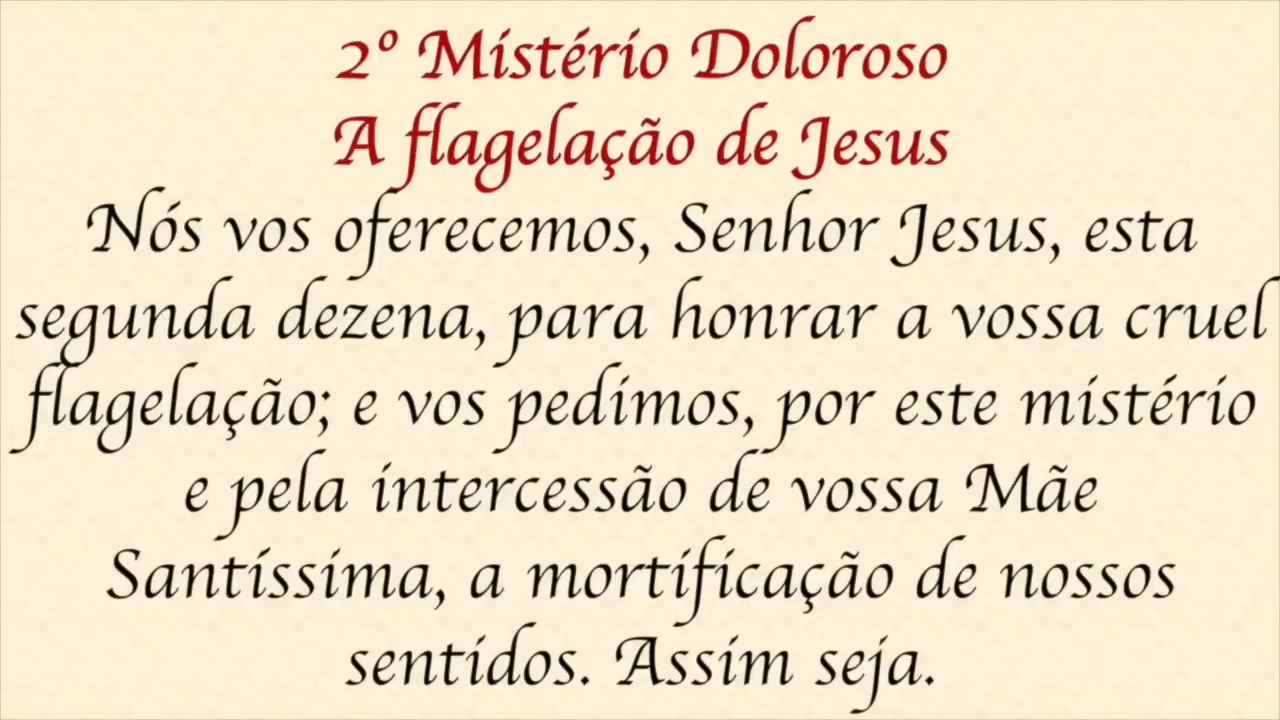 2º Mistério Doloroso
A flagelação de Jesus
Nós vos oferecemos, Senhor Jesus, esta
segunda dezena, para honrar a vossa cruel
flagelação; e vos pedimos, por este mistério
e pela intercessão de vossa Mãe
Santíssima, a mortificação de nossos
sentidos. Assim seja.